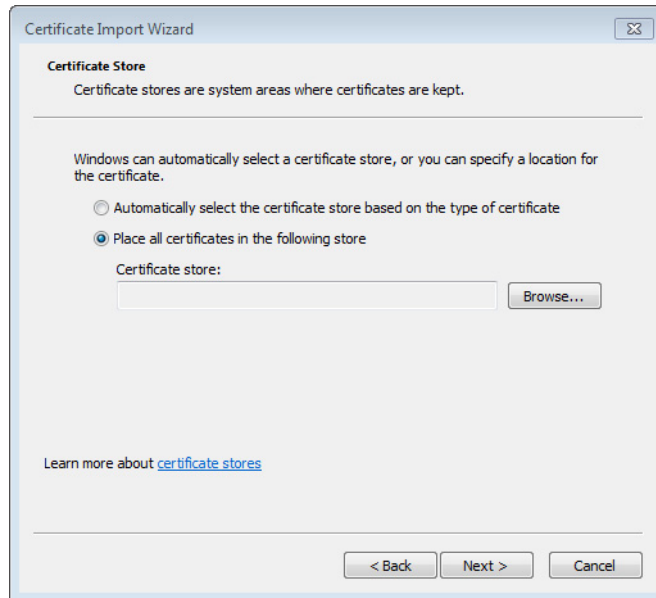 Certificate Import Wizard
Certificate Store
Certificate stores are system areas where certificates are kept.
Windows can automatically select a certificate store, or you can specify a location for
the certificate.
Automatically select the certificate store based on the type of certificate
Place all certificates in the following store
Certificate store:
Browse...
Learn more about certificate stores
< Back Next > Cancel